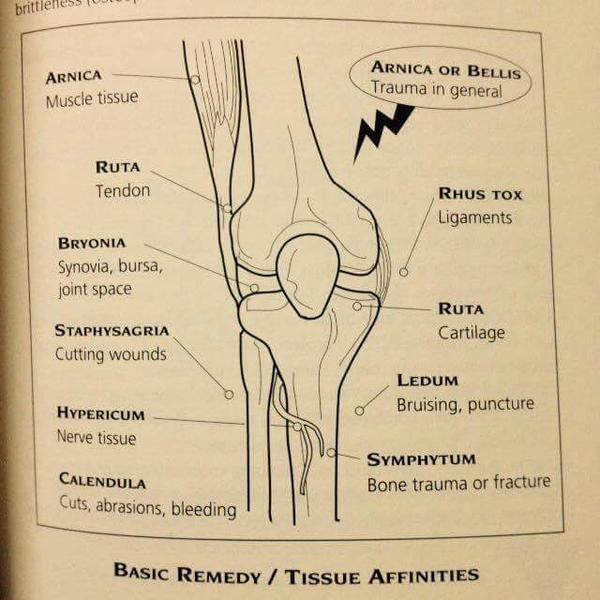 brittleness
ARNICA
Muscle tissue
ARNICA OR BELLIS
Trauma in general
RUTA
Tendon
RHUS TOX
Ligaments
BRYONIA
Synovia, bursa,
joint space
RUTA
Cartilage
STAPHYSAGRIA
Cutting wounds
LEDUM
Bruising, puncture
HYPERICUM
Nerve tissue
SYMPHYTUM
Bone trauma or fracture
CALENDULA
Cuts, abrasions, bleeding
BASIC REMEDY / TISSUE AFFINITIES